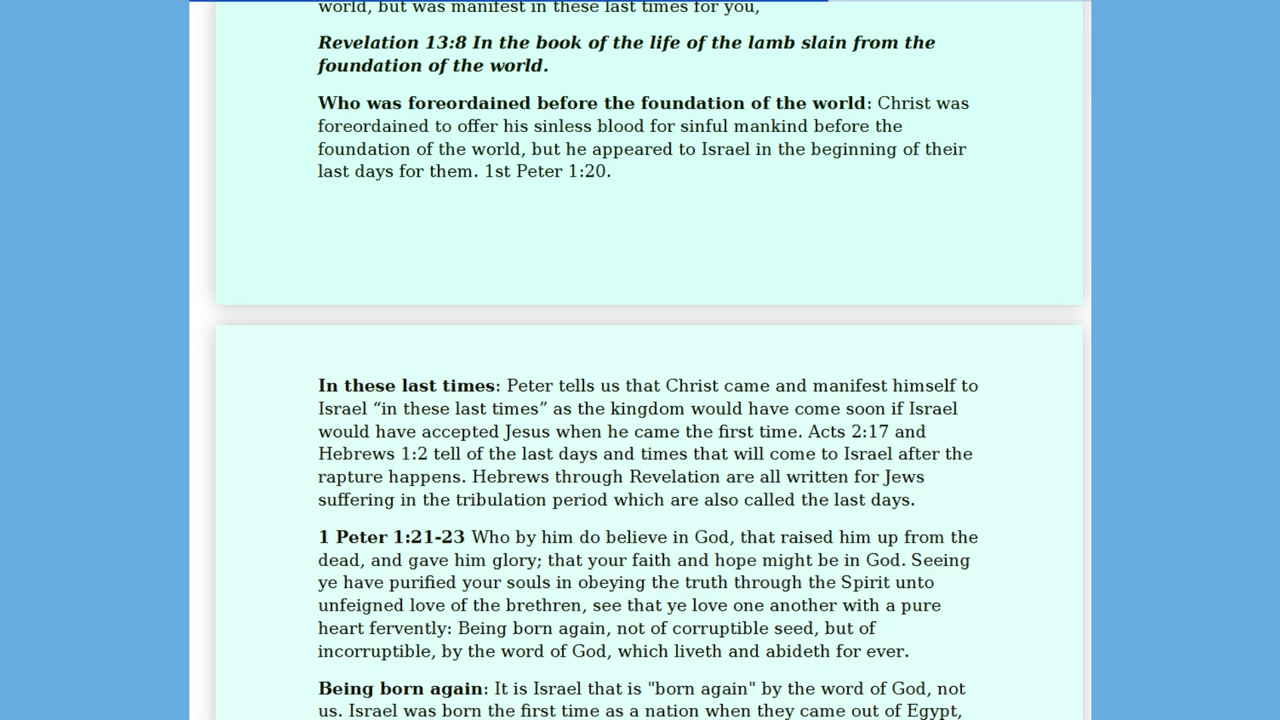 world, but was manifest in these last times for you,
Revelation 13:8 In the book of the life of the lamb slain from the
foundation of the world.
Who was foreordained before the foundation of the world: Christ was
foreordained to offer his sinless blood for sinful mankind before the
foundation of the world, but he appeared to Israel in the beginning of their
last days for them. 1st Peter 1:20.
In these last times: Peter tells us that Christ came and manifest himself to
Israel “in these last times” as the kingdom would have come soon if Israel
would have accepted Jesus when he came the first time. Acts 2:17 and
Hebrews 1:2 tell of the last days and times that will come to Israel after the
rapture happens. Hebrews through Revelation are all written for Jews
suffering in the tribulation period which are also called the last days.
1 Peter 1:21-23 Who by him do believe in God, that raised him up from the
dead, and gave him glory; that your faith and hope might be in God. Seeing
ye have purified your souls in obeying the truth through the Spirit unto
unfeigned love of the brethren, see that ye love one another with a pure
heart fervently: Being born again, not of corruptible seed, but of
incorruptible, by the word of God, which liveth and abideth for ever.
Being born again: It is Israel that is "born again" by the word of God, not
us. Israel was born the first time as a nation when they came out of Egypt,